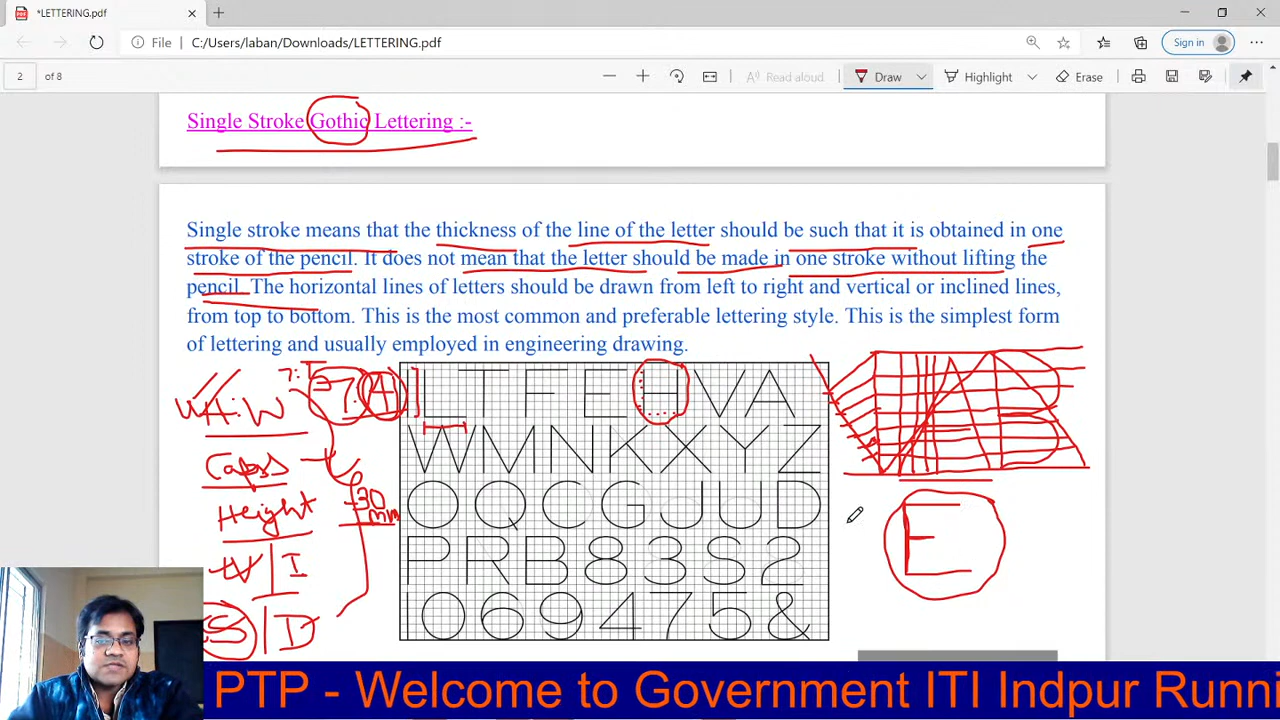 *LETTERING.pdf
File C:/Users/laban/Downloads/LETTERING.pdf Sign in
2 of 8 Read aloud Draw Highlight Erase
Single Stroke Gothic Lettering :-
Single stroke means that the thickness of the line of the letter should be such that it is obtained in one
stroke of the pencil. It does not mean that the letter should be made in one stroke without lifting the
pencil. The horizontal lines of letters should be drawn from left to right and vertical or inclined lines,
from top to bottom. This is the most common and preferable lettering style. This is the simplest form
of lettering and usually employed in engineering drawing.
L T F E H V A
W M N K X Y Z
O Q C G J U D
P R B 8 3 S 2
1 0 6 9 4 7 5 &
7:4
Height
30
mm
V | I
S | D
E
PTP - Welcome to Government ITI Indpur Runni